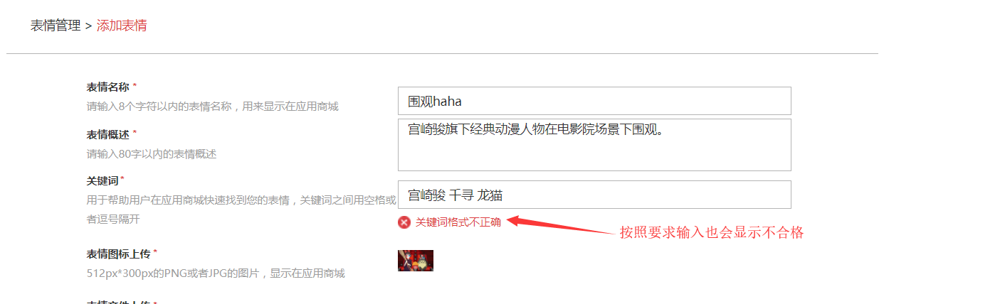 表情管理 > 添加表情
表情名称 *
请输入8个字符以内的表情名称，用来显示在应用商城
围观haha
表情概述 *
请输入80字以内的表情概述
宫崎骏旗下经典动漫人物在电影院场景下围观。
关键词 *
用于帮助用户在应用商城快速找到您的表情，关键词之间用空格或
者逗号隔开
宫崎骏 千寻 龙猫
关键词格式不正确
按照要求输入也会显示不合格
表情图标上传 *
512px*300px的PNG或者JPG的图片，显示在应用商城
表情文件上传 *